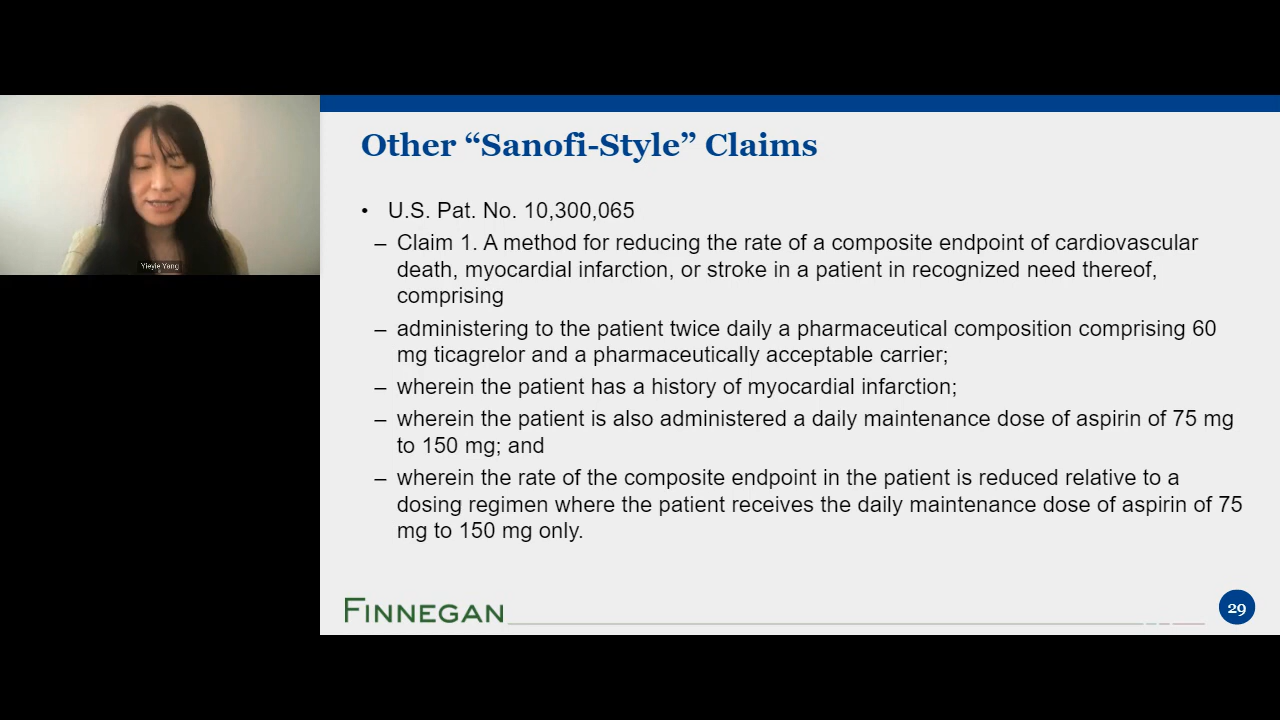 Other “Sanofi-Style” Claims
• U.S. Pat. No. 10,300,065
– Claim 1. A method for reducing the rate of a composite endpoint of cardiovascular
death, myocardial infarction, or stroke in a patient in recognized need thereof,
comprising
– administering to the patient twice daily a pharmaceutical composition comprising 60
mg ticagrelor and a pharmaceutically acceptable carrier;
– wherein the patient has a history of myocardial infarction;
– wherein the patient is also administered a daily maintenance dose of aspirin of 75 mg
to 150 mg; and
– wherein the rate of the composite endpoint in the patient is reduced relative to a
dosing regimen where the patient receives the daily maintenance dose of aspirin of 75
mg to 150 mg only.
FINNEGAN
29